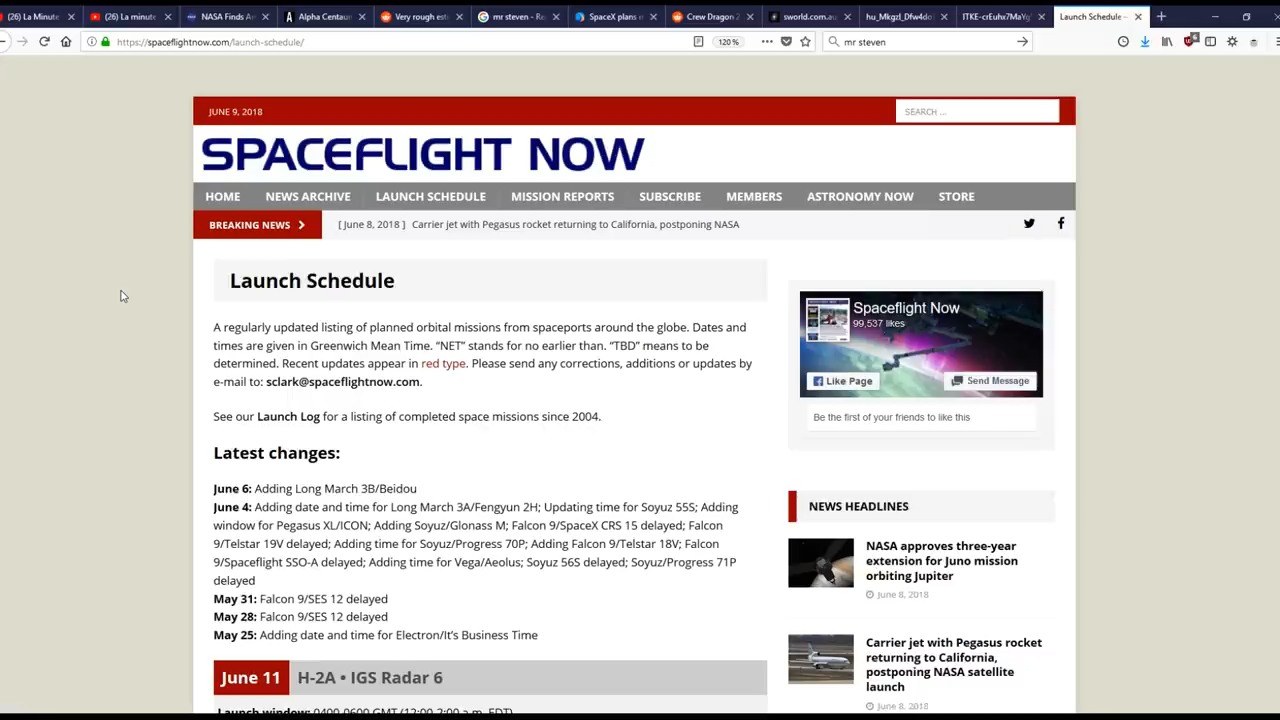 (26) La Minute
(26) La minute
NASA Finds A
Alpha Centau
Very rough est
mr steven - Re
SpaceX plans
Crew Dragon 2
sworld.com.au
hu_Mkgzl_Dfw4do
ITKE-crEuhx7MaYg
Launch Schedule –
https://spaceflightnow.com/launch-schedule/
120 %
mr steven
6
JUNE 9, 2018
SEARCH ...
SPACEFLIGHT NOW
HOME
NEWS ARCHIVE
LAUNCH SCHEDULE
MISSION REPORTS
SUBSCRIBE
MEMBERS
ASTRONOMY NOW
STORE
BREAKING NEWS
[ June 8, 2018 ] Carrier jet with Pegasus rocket returning to California, postponing NASA
Launch Schedule
A regularly updated listing of planned orbital missions from spaceports around the globe. Dates and
times are given in Greenwich Mean Time. “NET” stands for no earlier than. “TBD” means to be
determined. Recent updates appear in red type. Please send any corrections, additions or updates by
e-mail to: sclark@spaceflightnow.com.
See our Launch Log for a listing of completed space missions since 2004.
Latest changes:
June 6: Adding Long March 3B/Beidou
June 4: Adding date and time for Long March 3A/Fengyun 2H; Updating time for Soyuz 55S; Adding
window for Pegasus XL/ICON; Adding Soyuz/Glonass M; Falcon 9/SpaceX CRS 15 delayed; Falcon
9/Telstar 19V delayed; Adding time for Soyuz/Progress 70P; Adding Falcon 9/Telstar 18V; Falcon
9/Spaceflight SSO-A delayed; Adding time for Vega/Aeolus; Soyuz 56S delayed; Soyuz/Progress 71P
delayed
May 31: Falcon 9/SES 12 delayed
May 28: Falcon 9/SES 12 delayed
May 25: Adding date and time for Electron/It’s Business Time
June 11
H-2A • IGS Radar 6
Launch window: 0400-0600 GMT (12:00-2:00 a.m. EDT)
Spaceflight Now
99,537 likes
Like Page
Send Message
Be the first of your friends to like this
NEWS HEADLINES
NASA approves three-year
extension for Juno mission
orbiting Jupiter
June 8, 2018
Carrier jet with Pegasus rocket
returning to California,
postponing NASA satellite
launch
June 8, 2018